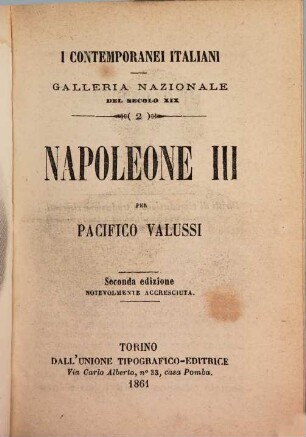 I CONTEMPORANEI ITALIANI
GALLERIA NAZIONALE
DEL SECOLO XIX
( 2 )
NAPOLEONE III
PER
PACIFICO VALUSSI
Seconda edizione
NOTEVOLMENTE ACCRESCIUTA.
TORINO
DALL'UNIONE TIPOGRAFICO-EDITRICE
Via Carlo Alberto, nº 33, casa Pomba.
1861